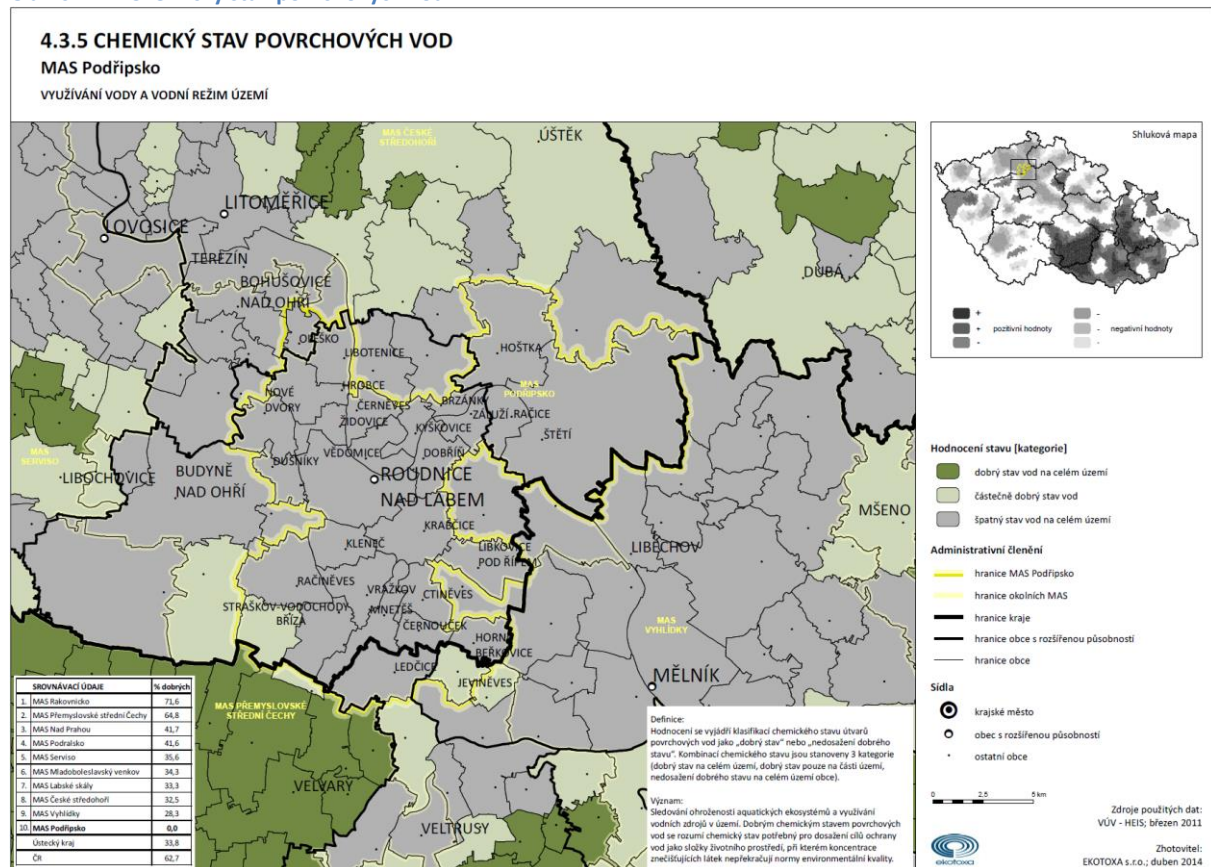 4.3.5 CHEMICKÝ STAV POVRCHOVÝCH VOD
MAS Podřipsko
VYUŽÍVÁNÍ VODY A VODNÍ REŽIM ÚZEMÍ
MAS ČESKÉ
STŘEDOHOŘÍ
ÚŠTĚK
LITOMĚŘICE
LOVOSICE
TEREZÍN
BOHUŠOVICE
NAD OHŘÍ
DUBÁ
OLEŠKO
LIBOTENICE
HOŠTKA
HROBCE
MAS
PODŘIPSKO
NOVÉ
DVORY
ČERNĚVES
BRZÁNKY
ZÁLUŽÍ
RAČICE
ŽIDOVICE
KYŠKOVICE
ŠTĚTÍ
VĚDOMICE
DOBŘÍŇ
DUŠNÍKY
MAS
SERVISO
LIBOCHOVICE
BUDYNĚ
NAD OHŘÍ
ROUDNICE
NAD LABEM
MŠENO
KRABČICE
KLENEČ
LIBKOVICE
POD ŘÍPEM
LIBĚCHOV
RAČINĚVES
VRAŽKOV
CTINĚVES
STRAŠKOV-VODOCHODY
MNETĚŠ
BŘÍZA
ČERNOUČEK
HORNÍ
BEŘKOVICE
MAS
VYHLÍDKY
LEDČICE
JEVINĚVES
MĚLNÍK
MAS PŘEMYSLOVSKÉ
STŘEDNÍ ČECHY
VELVARY
VELTRUSY
SROVNÁVACÍ ÚDAJE % dobrých
1. MAS Rakovnicko 71,6
2. MAS Přemyslovské střední Čechy 64,8
3. MAS Nad Prahou 41,7
4. MAS Podralsko 41,6
5. MAS Serviso 35,6
6. MAS Mladoboleslavský venkov 34,3
7. MAS Labské skály 33,3
8. MAS České středohoří 32,5
9. MAS Vyhlídky 28,3
10. MAS Podřipsko 0,0
Ústecký kraj 33,8
ČR 62,7
Definice:
Hodnocení se vyjádří klasifikací chemického stavu útvarů
povrchových vod jako „dobrý stav" nebo „nedosažení dobrého
stavu". Kombinací chemického stavu jsou stanoveny 3 kategorie
(dobrý stav na celém území, dobrý stav pouze na části území,
nedosažení dobrého stavu na celém území obce).
Význam:
Sledování ohroženosti aquatických ekosystémů a využívání
vodních zdrojů v území. Dobrým chemickým stavem povrchových
vod se rozumí chemický stav potřebný pro dosažení cílů ochrany
vod jako složky životního prostředí, při kterém koncentrace
znečišťujících látek nepřekračují normy environmentální kvality.
Shluková mapa
+ -
+ pozitivní hodnoty - negativní hodnoty
- -
Hodnocení stavu [kategorie]
dobrý stav vod na celém území
částečně dobrý stav vod
špatný stav vod na celém území
Administrativní členění
hranice MAS Podřipsko
hranice okolních MAS
hranice kraje
hranice obce s rozšířenou působností
hranice obce
Sídla
krajské město
obec s rozšířenou působností
ostatní obce
0 2,5 5 km
Zdroje použitých dat:
VÚV - HEIS; březen 2011
Zhotovitel:
EKOTOXA s.r.o.; duben 2014
ekotoxa